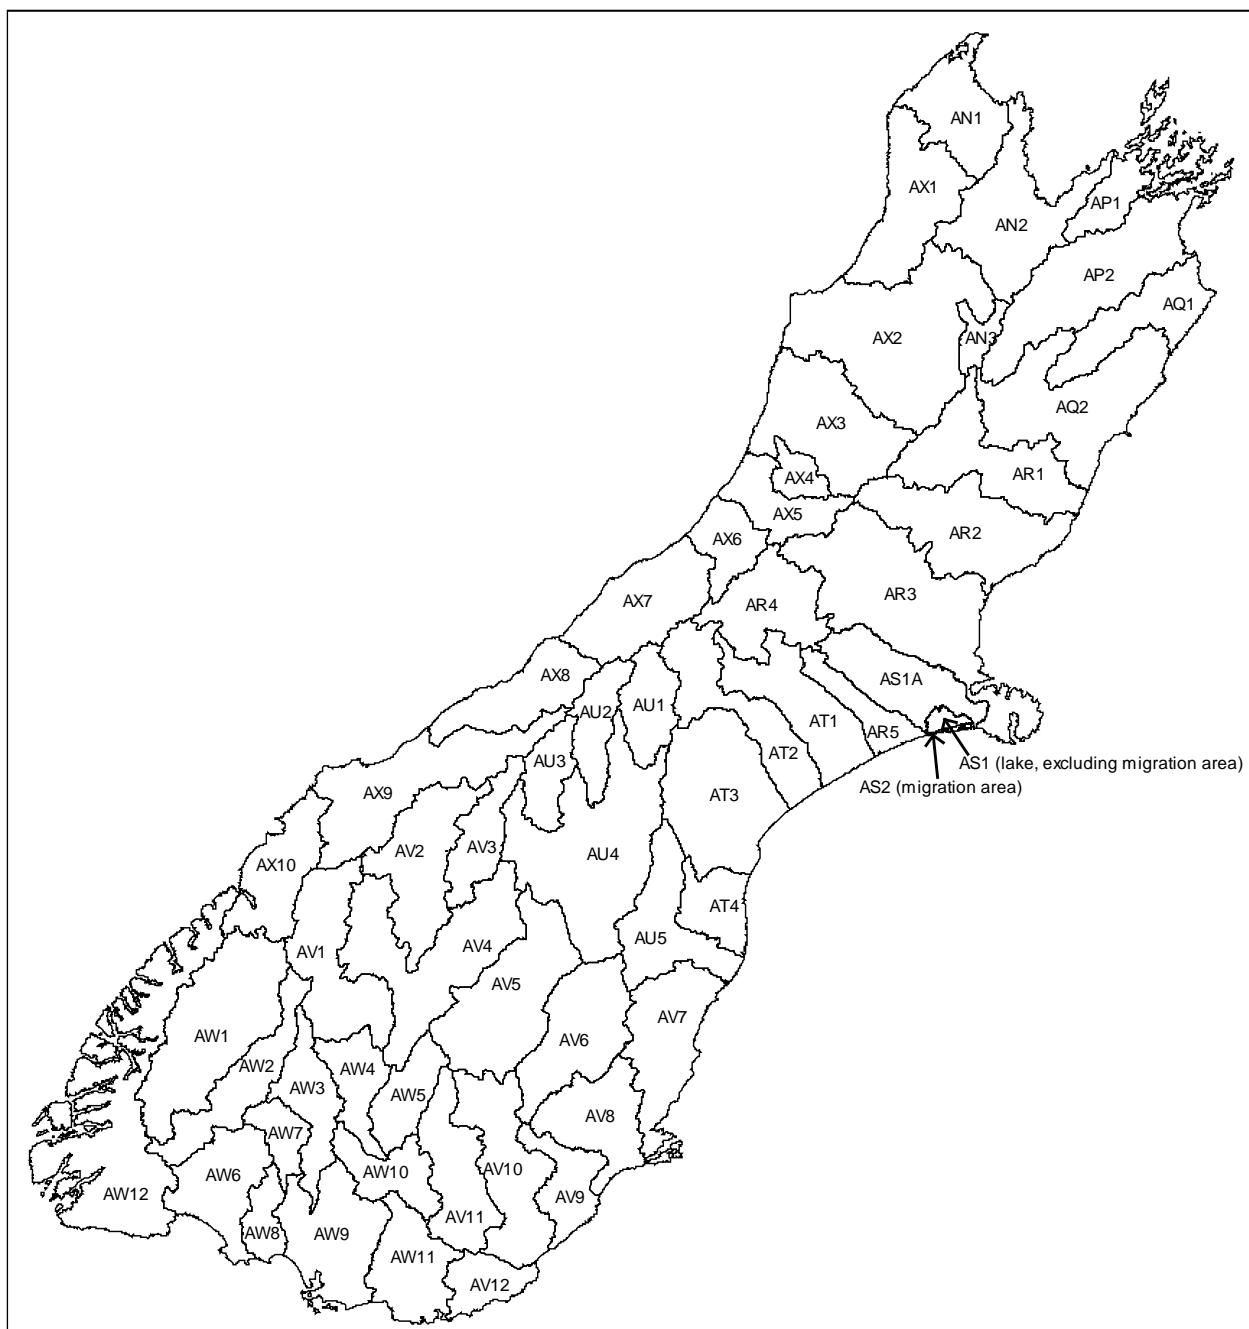 AN1
AX1
AP1
AN2
AP2
AQ1
AX2
AN3
AQ2
AX3
AX4
AR1
AX5
AR2
AX6
AR3
AX7
AR4
AX8
AS1A
AU2
AU1
AT1
AR5
AU3
AT2
AS1 (lake, excluding migration area)
AS2 (migration area)
AX9
AT3
AV2
AV3
AU4
AX10
AT4
AV1
AV4
AU5
AV5
AV7
AW1
AV6
AW2
AW4
AW3
AW5
AV8
AW7
AW6
AW10
AV10
AW12
AV9
AV11
AW8
AW9
AW11
AV12